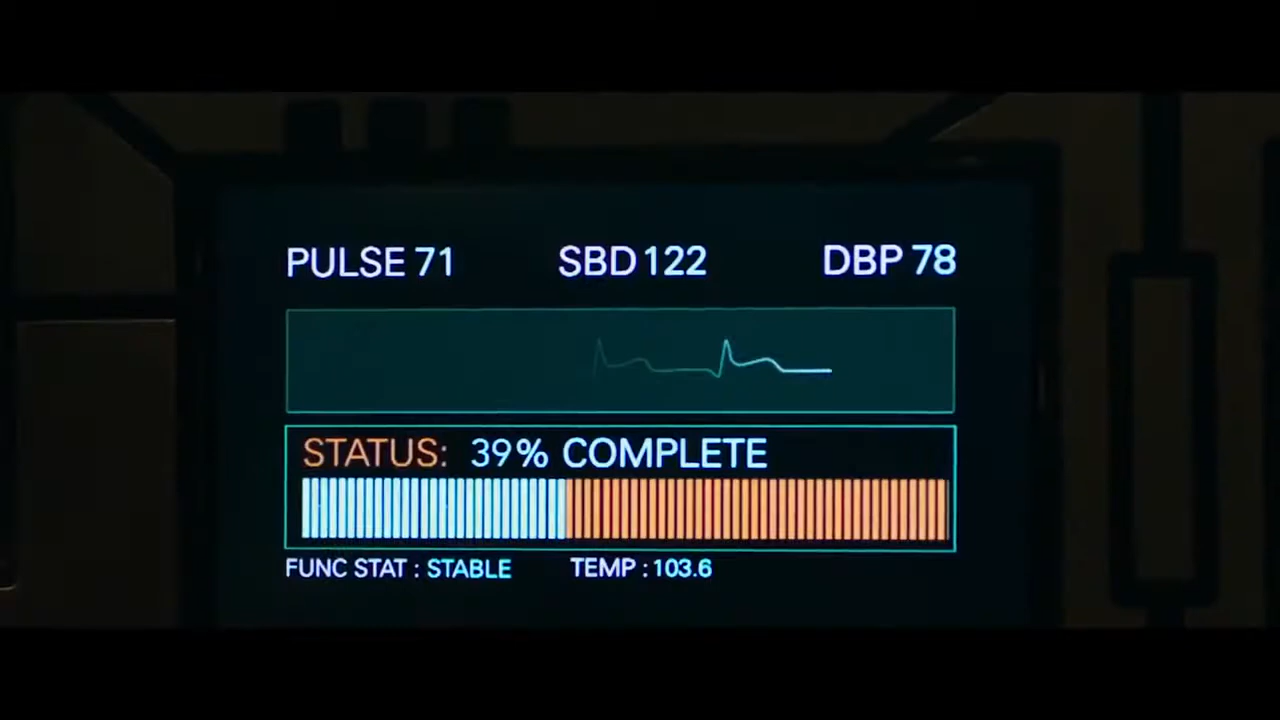 PULSE 71 SBD 122 DBP 78
STATUS: 39% COMPLETE
FUNC STAT : STABLE TEMP : 103.6